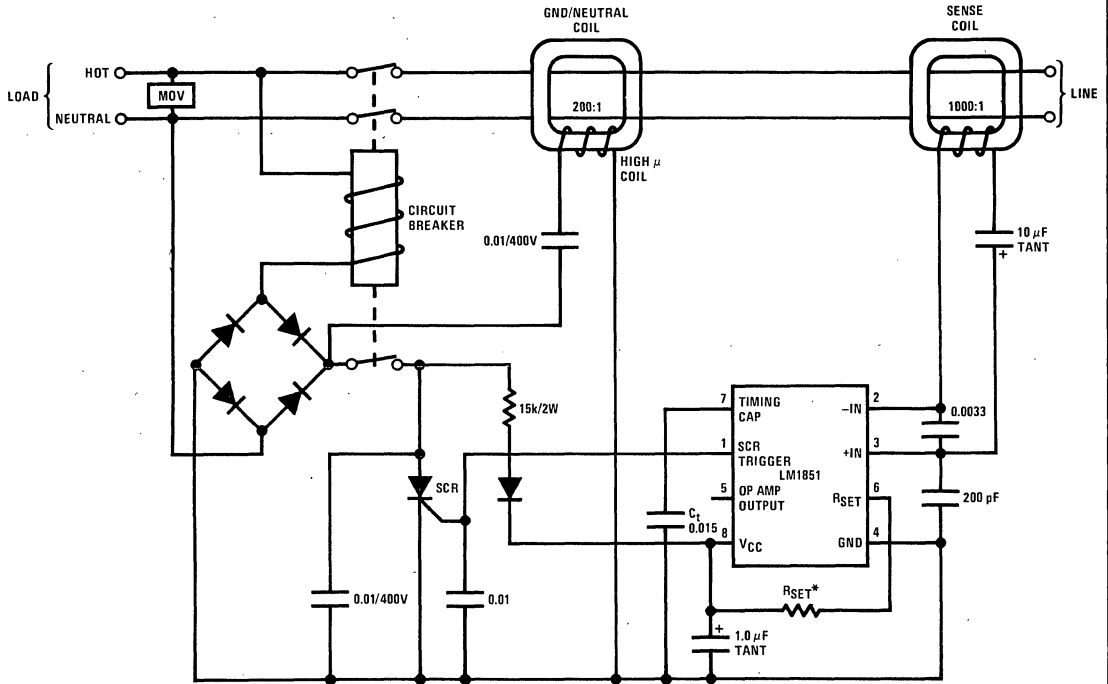 GND/NEUTRAL
COIL
SENSE
COIL
HOT
MOV
LOAD
NEUTRAL
200:1
1000:1
LINE
HIGH μ
COIL
CIRCUIT
BREAKER
0.01/400V
10 μF
TANT
+
15k/2W
7
TIMING
CAP
2
–IN
0.0033
1
SCR
TRIGGER
3
+IN
LM1851
SCR
5
OP AMP
OUTPUT
6
RSET
200 pF
Ct
0.015
8
VCC
4
GND
0.01/400V
0.01
RSET*
+
1.0 μF
TANT